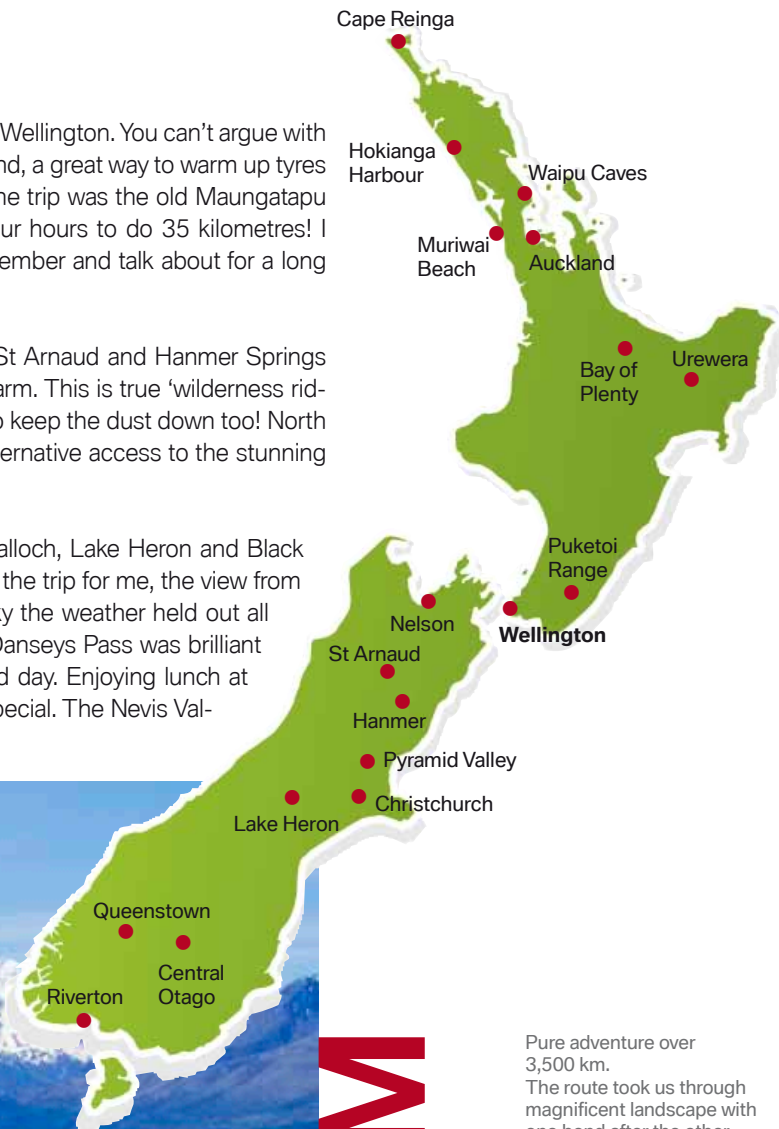 Wellington. You can’t argue with
nd, a great way to warm up tyres
ne trip was the old Maungatapu
ur hours to do 35 kilometres! I
ember and talk about for a long
St Arnaud and Hanmer Springs
arm. This is true ‘wilderness rid-
o keep the dust down too! North
ernative access to the stunning
alloch, Lake Heron and Black
the trip for me, the view from
ky the weather held out all
Danseys Pass was brilliant
d day. Enjoying lunch at
pecial. The Nevis Val-
Cape Reinga
Hokianga
Harbour
Waipu Caves
Muriwai
Beach
Auckland
Bay of
Plenty
Urewera
Puketoi
Range
Nelson
Wellington
St Arnaud
Hanmer
Pyramid Valley
Christchurch
Lake Heron
Queenstown
Central
Otago
Riverton
M
Pure adventure over
3,500 km.
The route took us through
magnificent landscape with